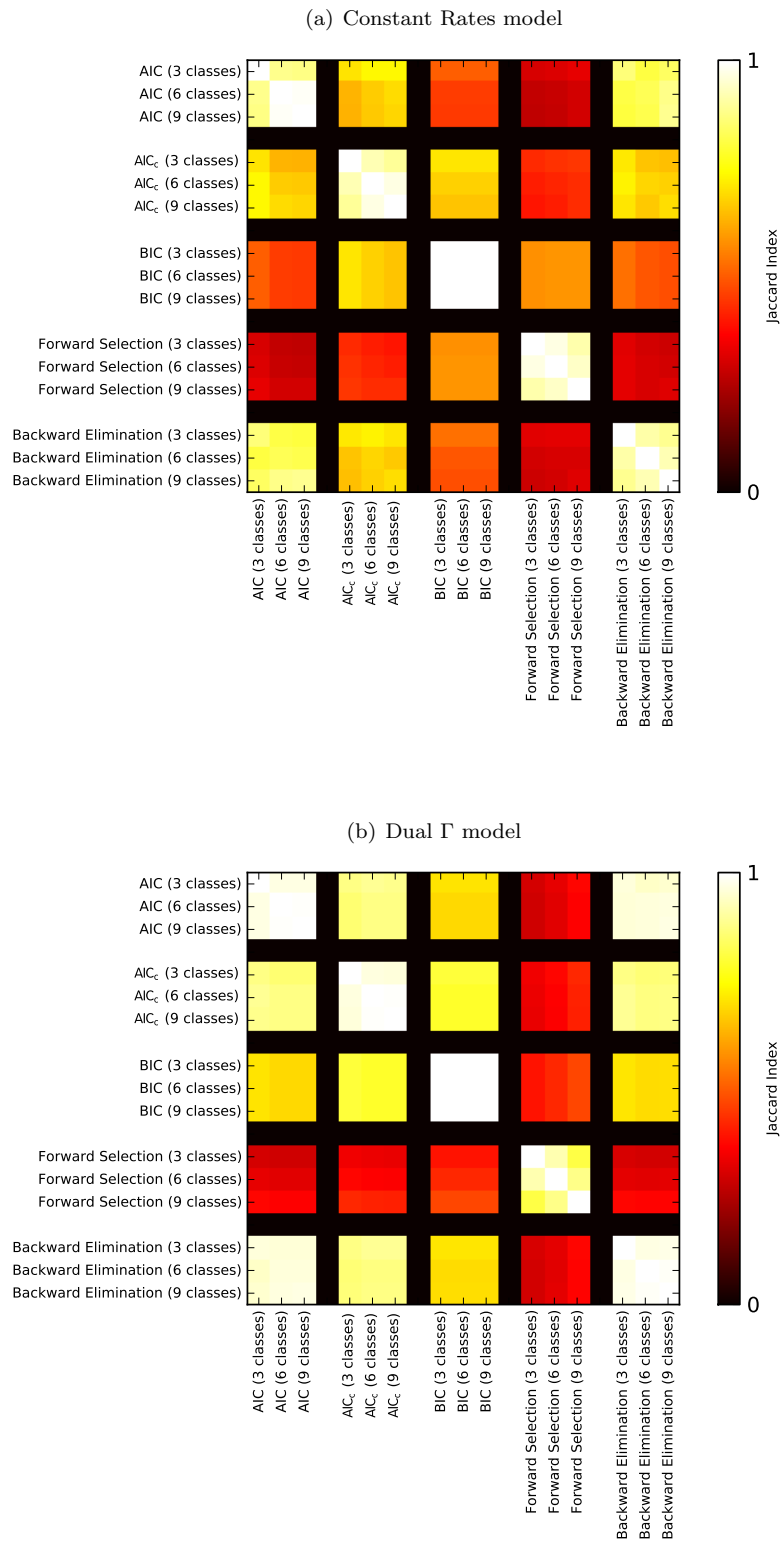 (a) Constant Rates model
AIC (3 classes)
AIC (6 classes)
AIC (9 classes)
AICc (3 classes)
AICc (6 classes)
AICc (9 classes)
BIC (3 classes)
BIC (6 classes)
BIC (9 classes)
Forward Selection (3 classes)
Forward Selection (6 classes)
Forward Selection (9 classes)
Backward Elimination (3 classes)
Backward Elimination (6 classes)
Backward Elimination (9 classes)
AIC (3 classes)
AIC (6 classes)
AIC (9 classes)
AICc (3 classes)
AICc (6 classes)
AICc (9 classes)
BIC (3 classes)
BIC (6 classes)
BIC (9 classes)
Forward Selection (3 classes)
Forward Selection (6 classes)
Forward Selection (9 classes)
Backward Elimination (3 classes)
Backward Elimination (6 classes)
Backward Elimination (9 classes)
1
0
Jaccard Index
(b) Dual Γ model
AIC (3 classes)
AIC (6 classes)
AIC (9 classes)
AICc (3 classes)
AICc (6 classes)
AICc (9 classes)
BIC (3 classes)
BIC (6 classes)
BIC (9 classes)
Forward Selection (3 classes)
Forward Selection (6 classes)
Forward Selection (9 classes)
Backward Elimination (3 classes)
Backward Elimination (6 classes)
Backward Elimination (9 classes)
AIC (3 classes)
AIC (6 classes)
AIC (9 classes)
AICc (3 classes)
AICc (6 classes)
AICc (9 classes)
BIC (3 classes)
BIC (6 classes)
BIC (9 classes)
Forward Selection (3 classes)
Forward Selection (6 classes)
Forward Selection (9 classes)
Backward Elimination (3 classes)
Backward Elimination (6 classes)
Backward Elimination (9 classes)
1
0
Jaccard Index